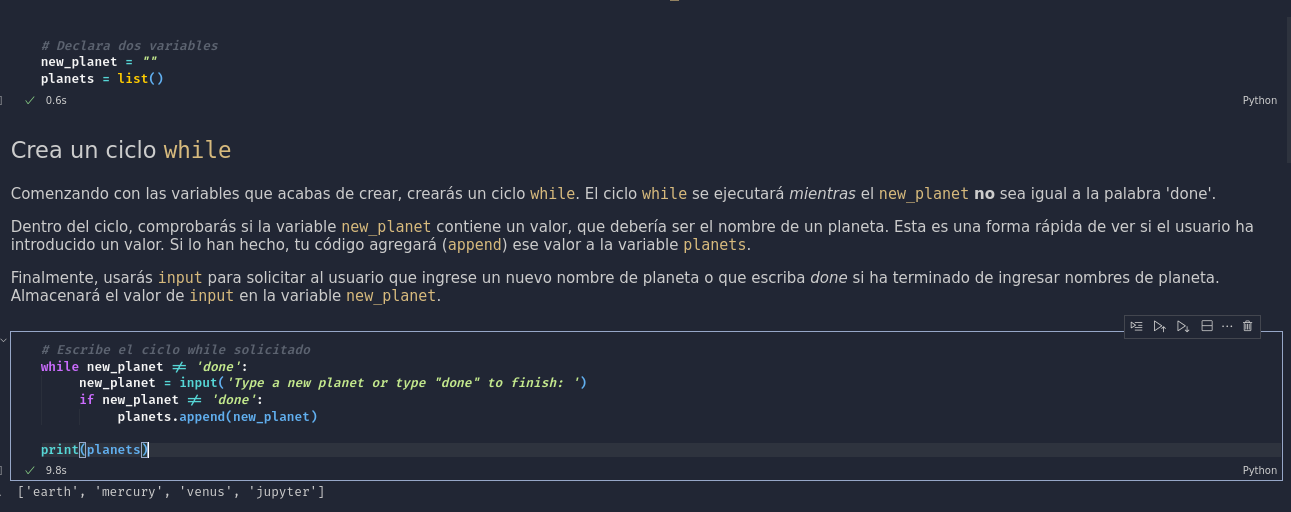 # Declara dos variables
new_planet = ""
planets = list()
0.6s
Python
Crea un ciclo while
Comenzando con las variables que acabas de crear, crearás un ciclo while. El ciclo while se ejecutará mientras el new_planet no sea igual a la palabra 'done'.
Dentro del ciclo, comprobarás si la variable new_planet contiene un valor, que debería ser el nombre de un planeta. Esta es una forma rápida de ver si el usuario ha
introducido un valor. Si lo han hecho, tu código agregará (append) ese valor a la variable planets.
Finalmente, usarás input para solicitar al usuario que ingrese un nuevo nombre de planeta o que escriba done si ha terminado de ingresar nombres de planeta.
Almacenará el valor de input en la variable new_planet.
# Escribe el ciclo while solicitado
while new_planet ≠ 'done':
new_planet = input('Type a new planet or type "done" to finish: ')
if new_planet ≠ 'done':
planets.append(new_planet)
print(planets)
9.8s
Python
['earth', 'mercury', 'venus', 'jupyter']